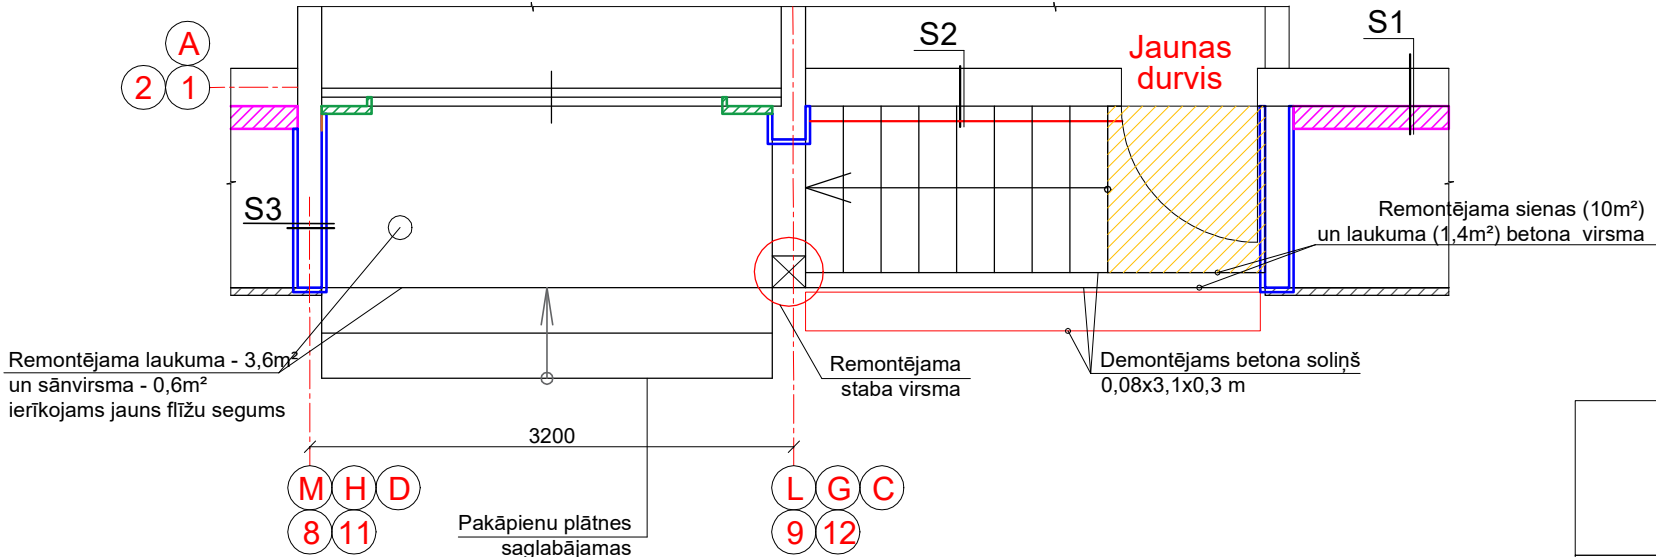 S1
S2
Jaunas
durvis
A
2
1
S3
Remontējama sienas (10m²)
un laukuma (1,4m²) betona virsma
Remontējama laukuma - 3,6m²
un sānvirsma - 0,6m²
ierīkojams jauns flīžu segums
Remontējama
staba virsma
Demontējams betona soliņš
0,08x3,1x0,3 m
3200
M H D
L G C
8 11
9 12
Pakāpienu plātnes
saglabājamas